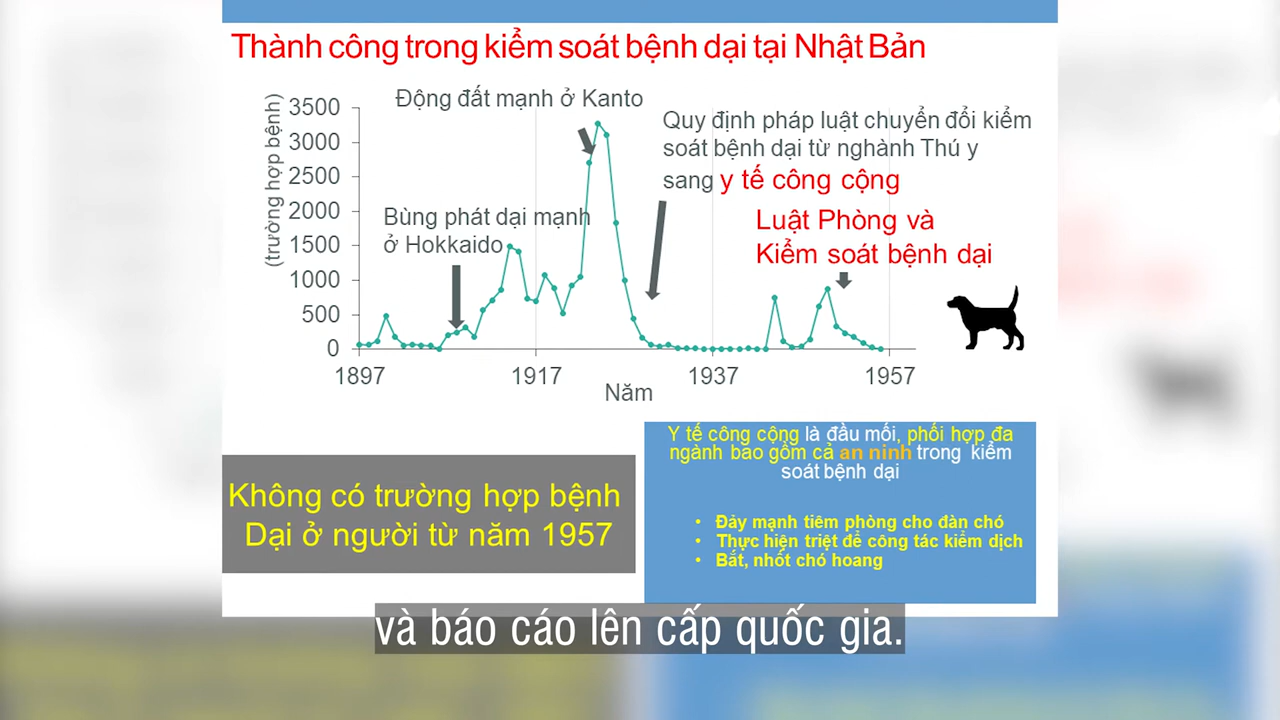 Thành công trong kiểm soát bệnh dại tại Nhật Bản
(trường hợp bệnh)
3500
3000
2500
2000
1500
1000
500
0
Động đất mạnh ở Kanto
Quy định pháp luật chuyển đổi kiểm
soát bệnh dại từ nghành Thú y
sang y tế công cộng
Bùng phát dại mạnh
ở Hokkaido
Luật Phòng và
Kiểm soát bệnh dại
1897
1917
1937
1957
Năm
Không có trường hợp bệnh
Dại ở người từ năm 1957
Y tế công cộng là đầu mối, phối hợp đa
ngành bao gồm cả an ninh trong kiểm
soát bệnh dại
• Đẩy mạnh tiêm phòng cho đàn chó
• Thực hiện triệt để công tác kiểm dịch
• Bắt, nhốt chó hoang
và báo cáo lên cấp quốc gia.